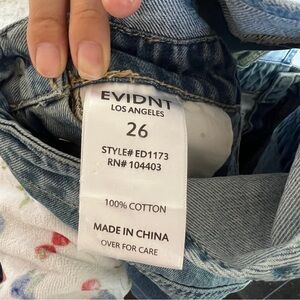 EVIDNT
LOS ANGELES
26
STYLE# ED1173
RN# 104403
100% COTTON
MADE IN CHINA
OVER FOR CARE